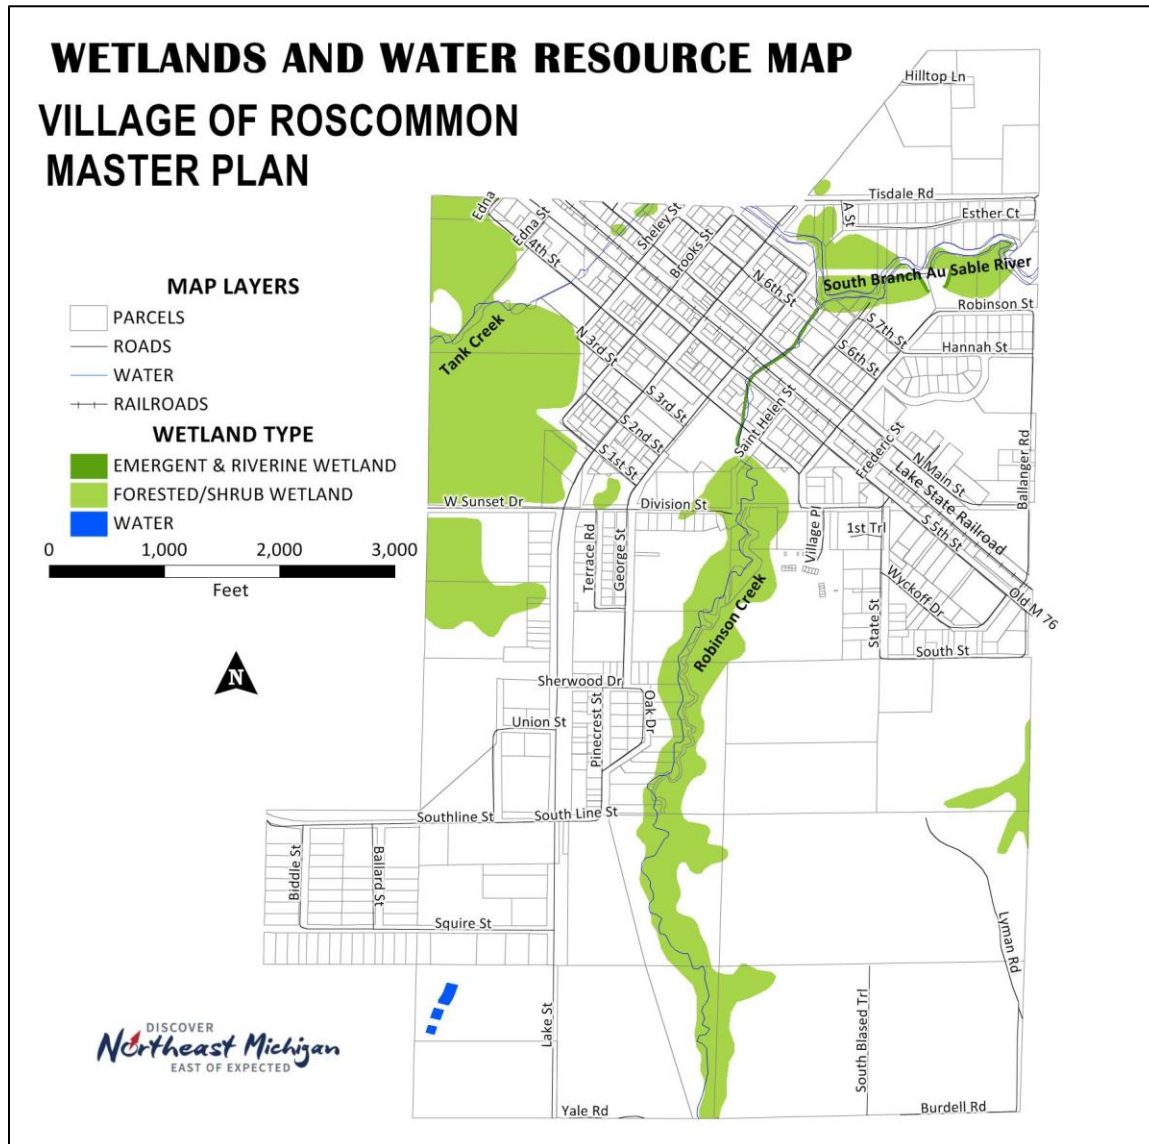 WETLANDS AND WATER RESOURCE MAP
VILLAGE OF ROSCOMMON
MASTER PLAN
MAP LAYERS
PARCELS
ROADS
WATER
RAILROADS
WETLAND TYPE
EMERGENT & RIVERINE WETLAND
FORESTED/SHRUB WETLAND
WATER
0 1,000 2,000 3,000
Feet
N
Hilltop Ln
Tisdale Rd
A St
Esther Ct
Edna
Edna St
4th St
Sheley St
Brooks St
N 6th St
South Branch Au Sable River
Robinson St
S 7th St
S 6th St
Hannah St
Tank Creek
N 3rd St
S 3rd St
S 2nd St
S 1st St
Saint Helen St
Frederic St
N Main St
Lake State Railroad
Ballanger Rd
W Sunset Dr
Division St
S 5th St
Village Pl
1st Trl
Terrace Rd
George St
Wyckoff Dr
Old M 76
State St
South St
Robinson Creek
Sherwood Dr
Oak Dr
Pinecrest St
Union St
Southline St
South Line St
Biddle St
Ballard St
Squire St
Lyman Rd
Lake St
South Blased Trl
Yale Rd
Burdell Rd
DISCOVER
Northeast Michigan
EAST OF EXPECTED